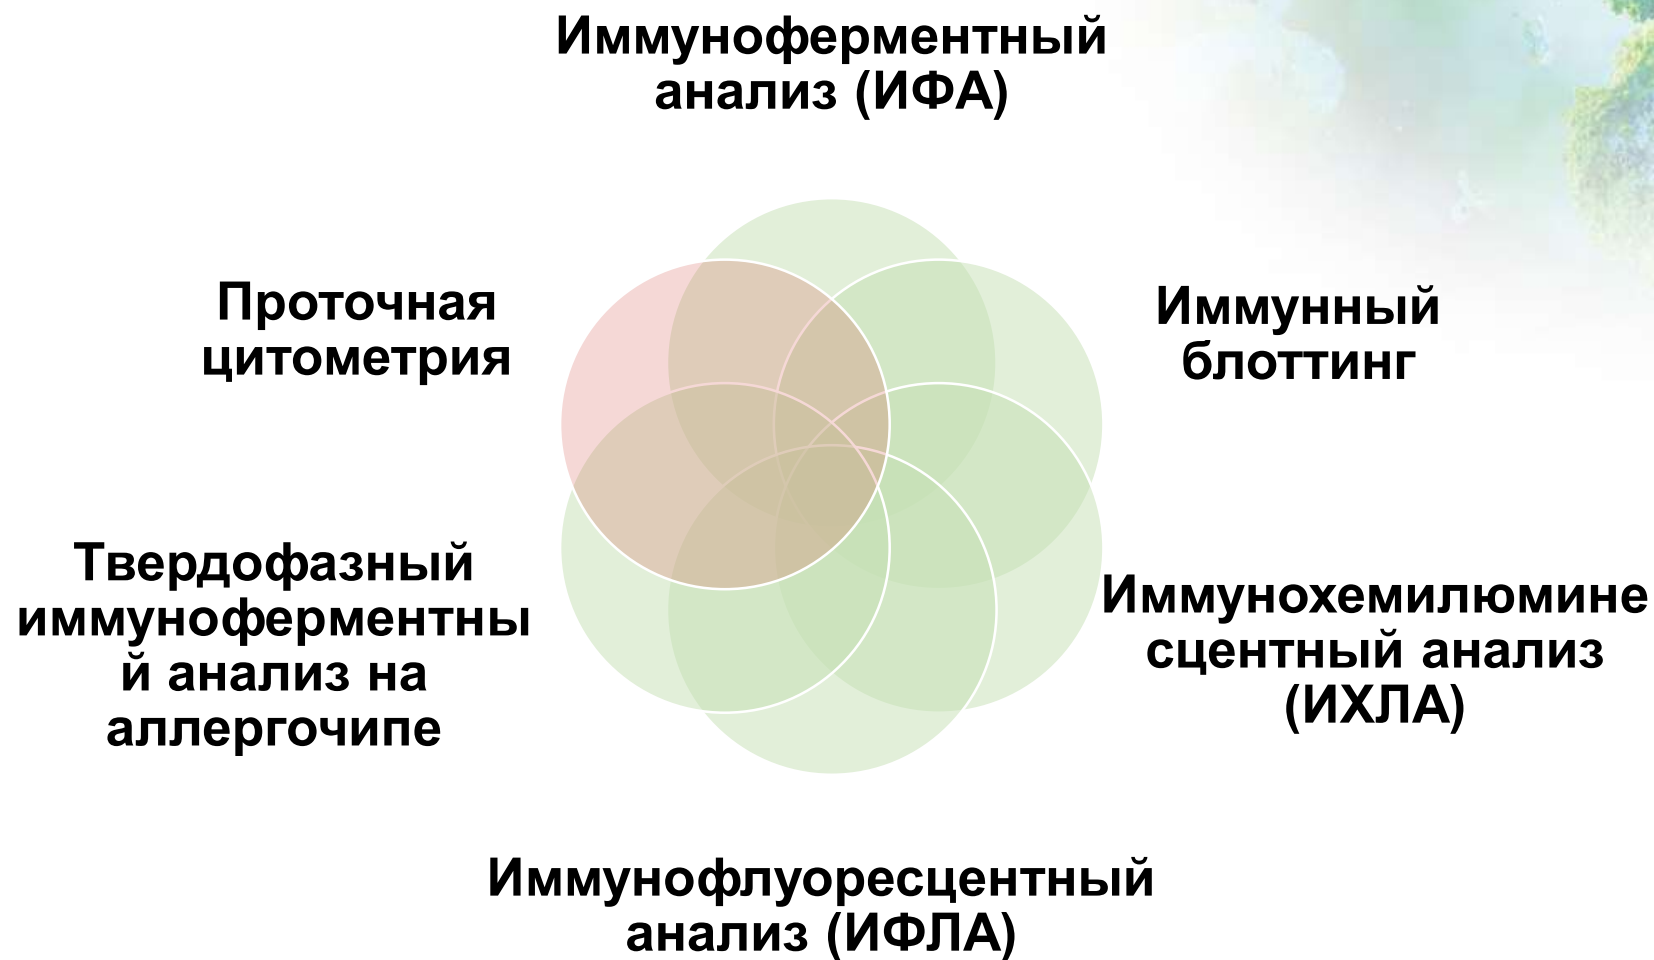 Иммуноферментный
анализ (ИФА)
Проточная
цитометрия
Иммунный
блоттинг
Твердофазный
иммуноферментны
й анализ на
аллергочипе
Иммунохемилюмине
сцентный анализ
(ИХЛА)
Иммунофлуоресцентный
анализ (ИФЛА)